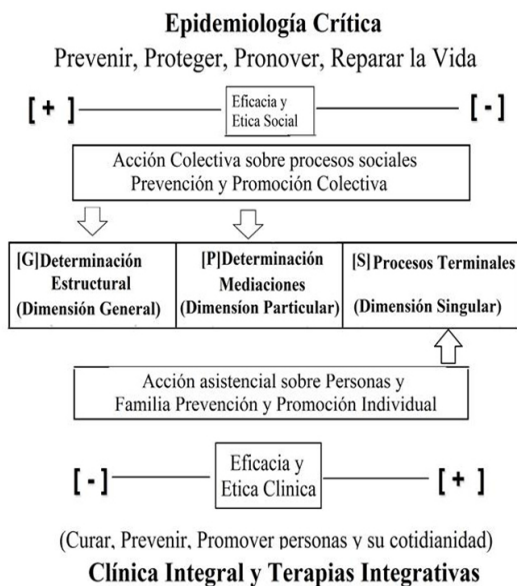 Epidemiología Crítica
Prevenir, Proteger, Pronover, Reparar la Vida
[ + ]
Eficacia y
Etica Social
[ - ]
Acción Colectiva sobre procesos sociales
Prevención y Promoción Colectiva
[G]Determinación
Estructural
(Dimensión General)
[P]Determinación
Mediaciones
(Dimensíon Particular)
[S]Procesos Terminales
(Dimensión Singular)
Acción asistencial sobre Personas y
Familia Prevención y Promoción Individual
[ - ]
Eficacia y
Etica Clinica
[ + ]
(Curar, Prevenir, Promover personas y su cotidianidad)
Clínica Integral y Terapias Integrativas